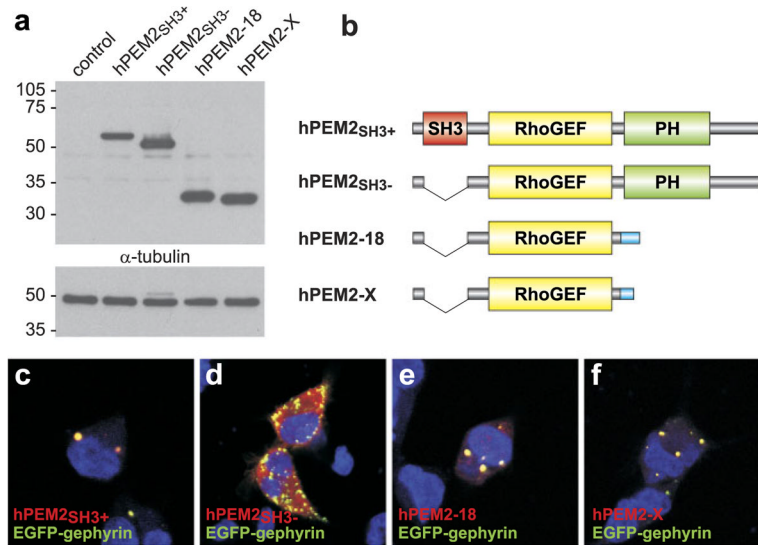 a
b
control
hPEM2SH3+
hPEM2SH3-
hPEM2-18
hPEM2-X
105
75
50
35
30
α-tubulin
50
35
hPEM2SH3+
SH3
RhoGEF
PH
hPEM2SH3-
RhoGEF
PH
hPEM2-18
RhoGEF
hPEM2-X
RhoGEF
c
hPEM2SH3+
EGFP-gephyrin
d
hPEM2SH3-
EGFP-gephyrin
e
hPEM2-18
EGFP-gephyrin
f
hPEM2-X
EGFP-gephyrin